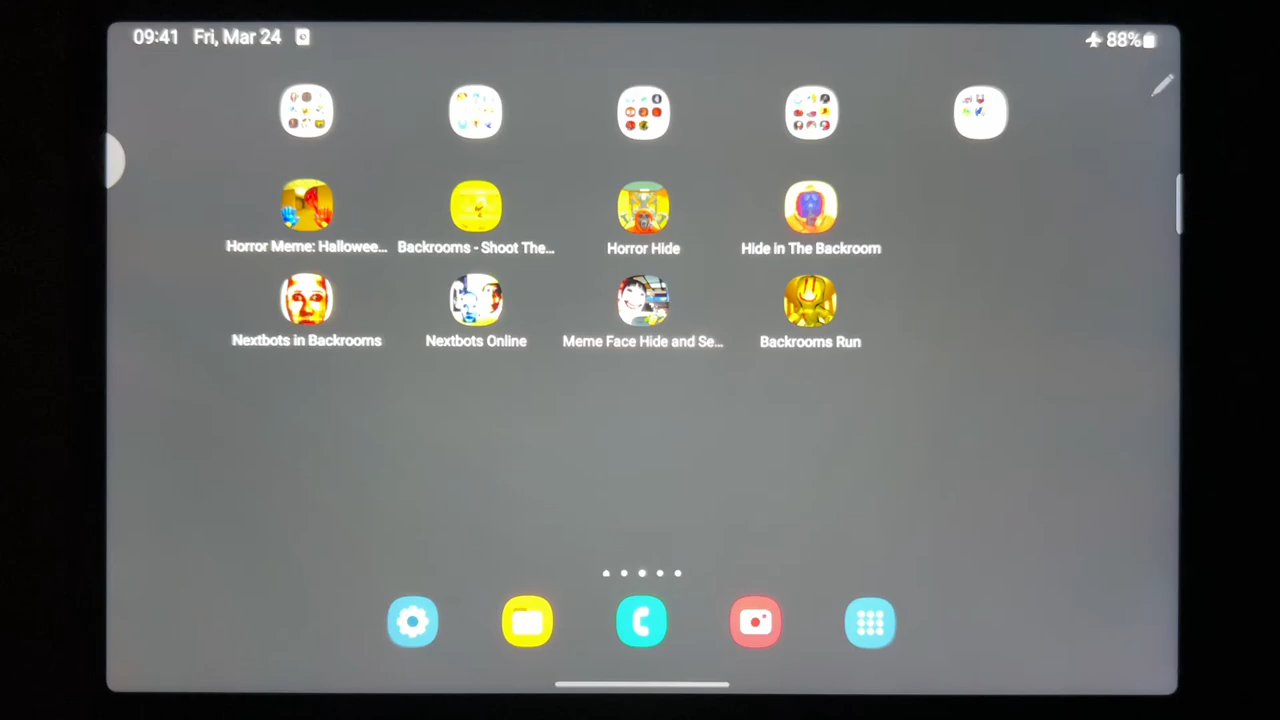 09:41 Fri, Mar 24 88%
Horror Meme: Hallowee... Backrooms - Shoot The... Horror Hide Hide in The Backroom
Nextbots in Backrooms Nextbots Online Meme Face Hide and Se... Backrooms Run